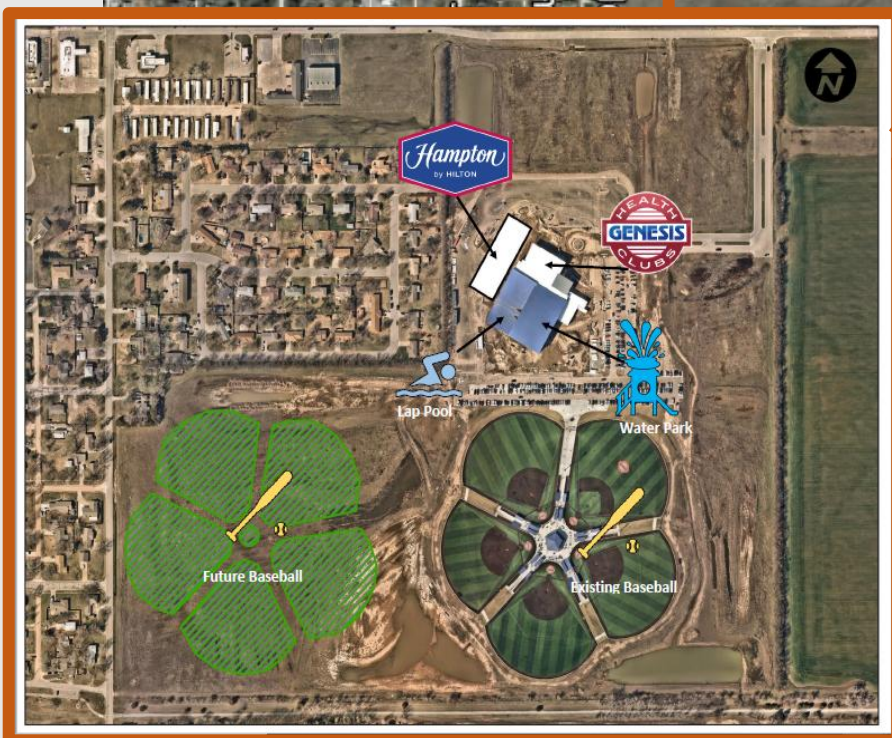 N
Hampton
by HILTON
HEALTH
GENESIS
CLUBS
Lap Pool
Water Park
Future Baseball
Existing Baseball